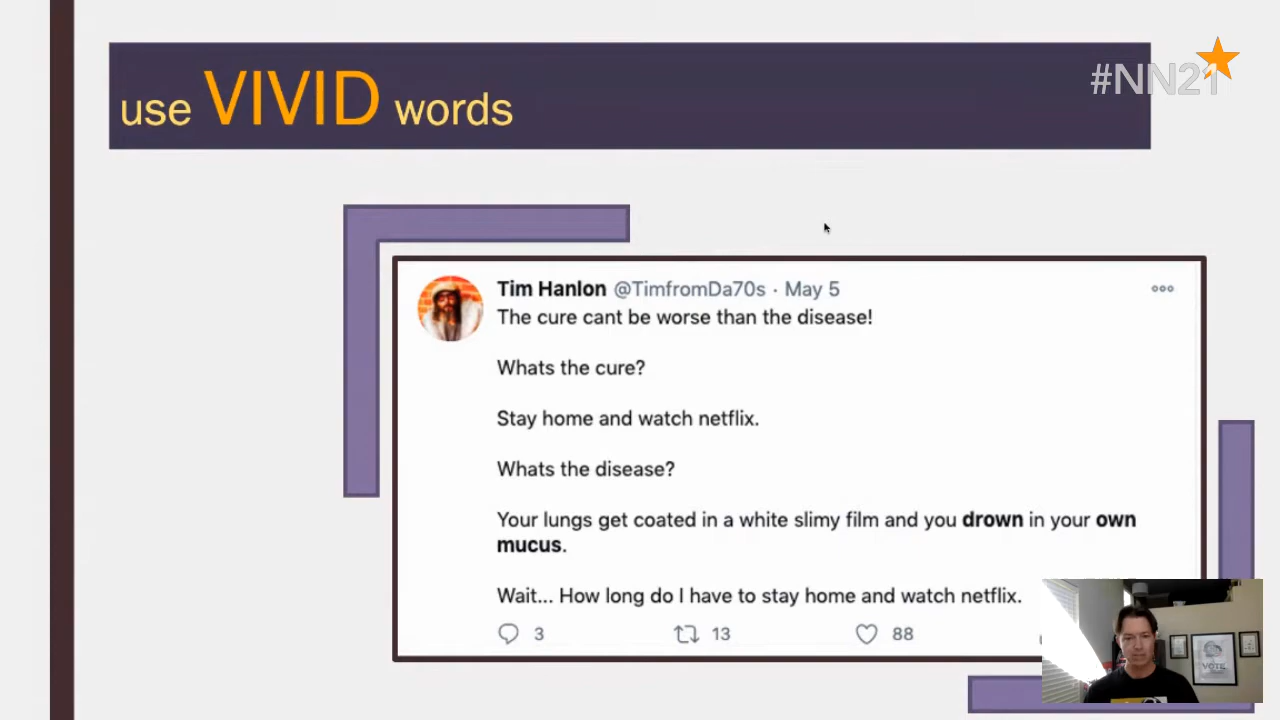 use VIVID words
#NN21
Tim Hanlon @TimfromDa70s · May 5
The cure cant be worse than the disease!
Whats the cure?
Stay home and watch netflix.
Whats the disease?
Your lungs get coated in a white slimy film and you drown in your own
mucus.
Wait... How long do I have to stay home and watch netflix.
3 13 88
VOTE